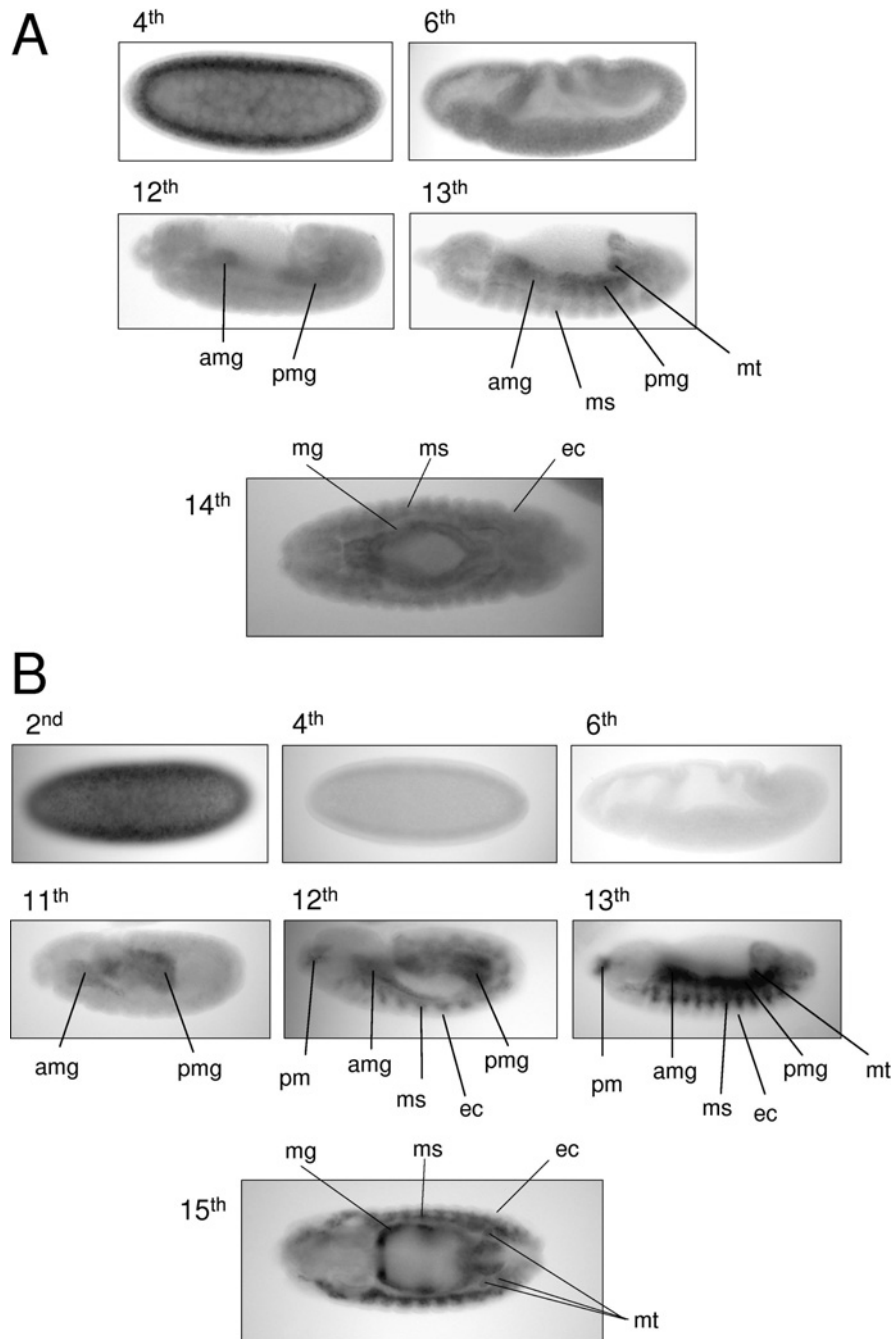 A
4th 6th
12th 13th
amg pmg amg ms pmg mt
mg ms ec
14th
B
2nd 4th 6th
11th 12th 13th
amg pmg pm amg ms ec pmg pm amg ms ec pmg mt
mg ms ec
15th
mt